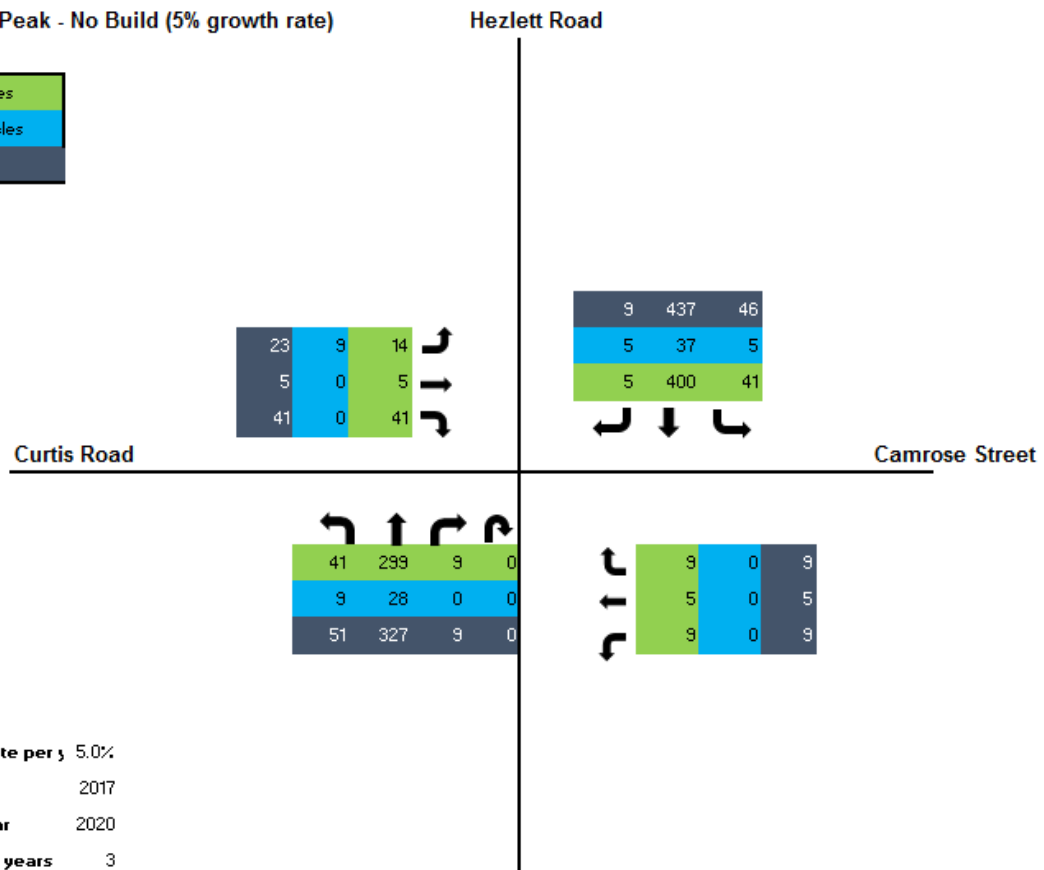 Peak - No Build (5% growth rate)
Hezlett Road
es
les
9 437 46
5 37 5
5 400 41
23 9 14
5 0 5
41 0 41
Curtis Road
Camrose Street
41 299 9 0
9 28 0 0
51 327 9 0
9 0 9
5 0 5
9 0 9
te per y 5.0%
2017
ar 2020
years 3